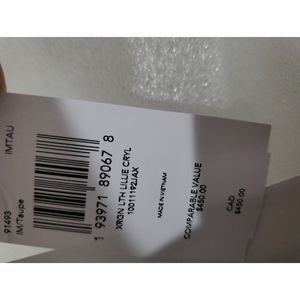 IMTAU
91493
IM/Taupe
1 93971 89067 8
XRGN LTH LILLIE CRYL
10011192JAX
MADE IN VIETNAM
COMPARABLE VALUE
$450.00
CAD
$450.00